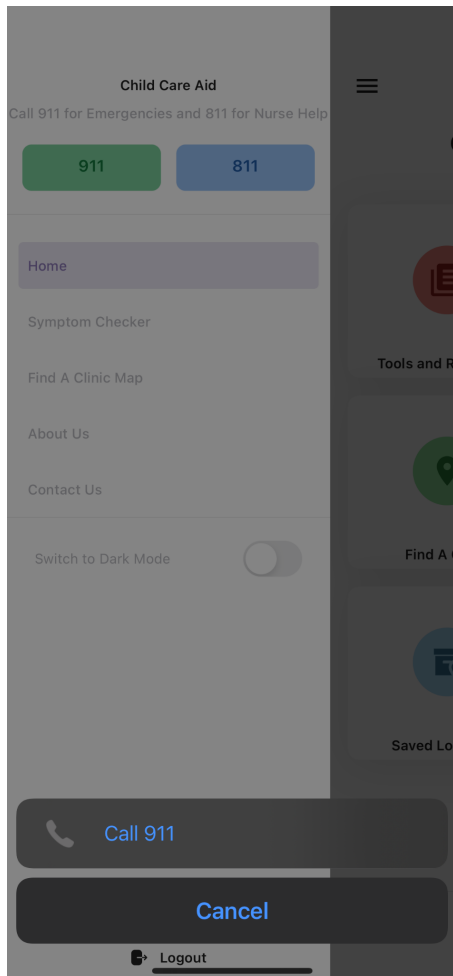 Child Care Aid
Call 911 for Emergencies and 811 for Nurse Help
911
811
Home
Symptom Checker
Find A Clinic Map
About Us
Contact Us
Switch to Dark Mode
Tools and R
Find A
Saved Lo
Call 911
Cancel
Logout